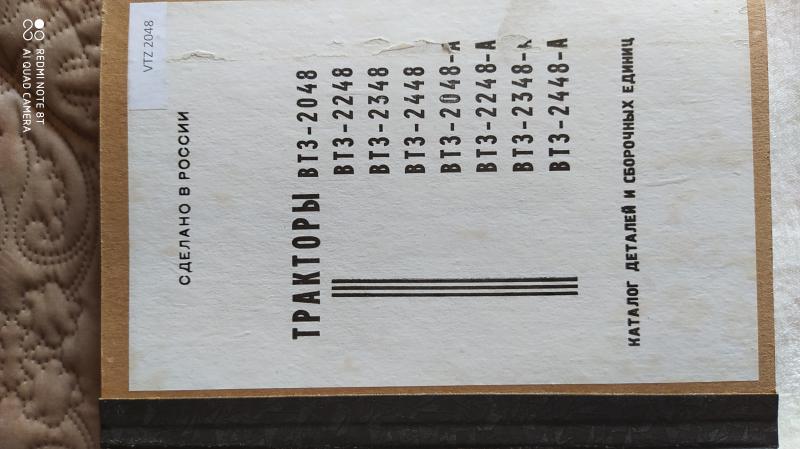 VTZ 2048
СДЕЛАНО В РОССИИ
ТРАКТОРЫ ВТЗ-2048
ВТЗ-2248
ВТЗ-2348
ВТЗ-2448
ВТЗ-2048-А
ВТЗ-2248-А
ВТЗ-2348-А
ВТЗ-2448-А
КАТАЛОГ ДЕТАЛЕЙ И СБОРОЧНЫХ ЕДИНИЦ
REDMI NOTE 8T
AI QUAD CAMERA